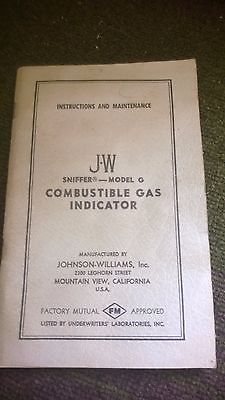 INSTRUCTIONS AND MAINTENANCE
J-W
SNIFFER® — MODEL G
COMBUSTIBLE GAS
INDICATOR
MANUFACTURED BY
JOHNSON-WILLIAMS, Inc.
2300 LEGHORN STREET
MOUNTAIN VIEW, CALIFORNIA
U.S.A.
FACTORY MUTUAL FM APPROVED
LISTED BY UNDERWRITERS' LABORATORIES, INC.